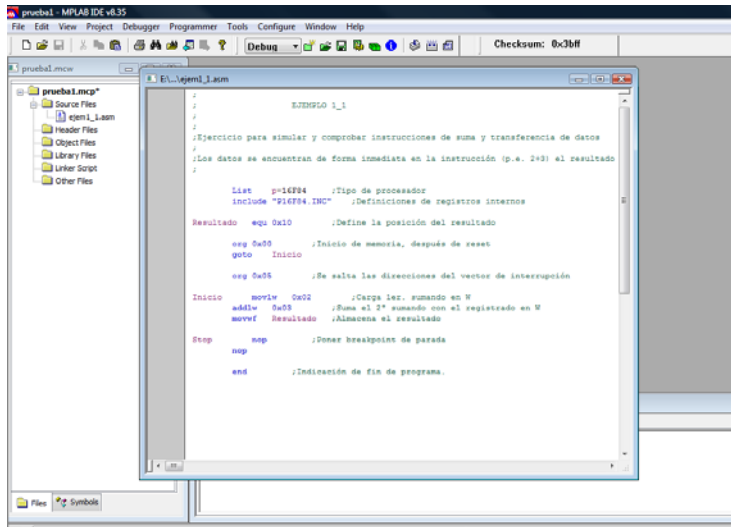 prueba1 - MPLAB IDE v8.35
File Edit View Project Debugger Programmer Tools Configure Window Help
Debug
Checksum: 0x3bff
prueba1.mcw
prueba1.mcp*
Source Files
ejem1_1.asm
Header Files
Object Files
Library Files
Linker Script
Other Files
Files Symbols
E:\...\ejem1_1.asm
;
; EJEMPLO 1_1
;
;
;Ejercicio para simular y comprobar instrucciones de suma y transferencia de datos
;
;Los datos se encuentran de forma inmediata en la instrucción (p.e. 2+3) el resultado
;
List p=16F84 ;Tipo de procesador
include "P16F84.INC" ;Definiciones de registros internos
Resultado equ 0x10 ;Define la posición del resultado
org 0x00 ;Inicio de memoria, después de reset
goto Inicio
org 0x05 ;Se salta las direcciones del vector de interrupción
Inicio movlw 0x02 ;Carga 1er. sumando en W
addlw 0x03 ;Suma el 2º sumando con el registrado en W
movwf Resultado ;Almacena el resultado
Stop nop ;Poner breakpoint de parada
nop
end ;Indicación de fin de programa.